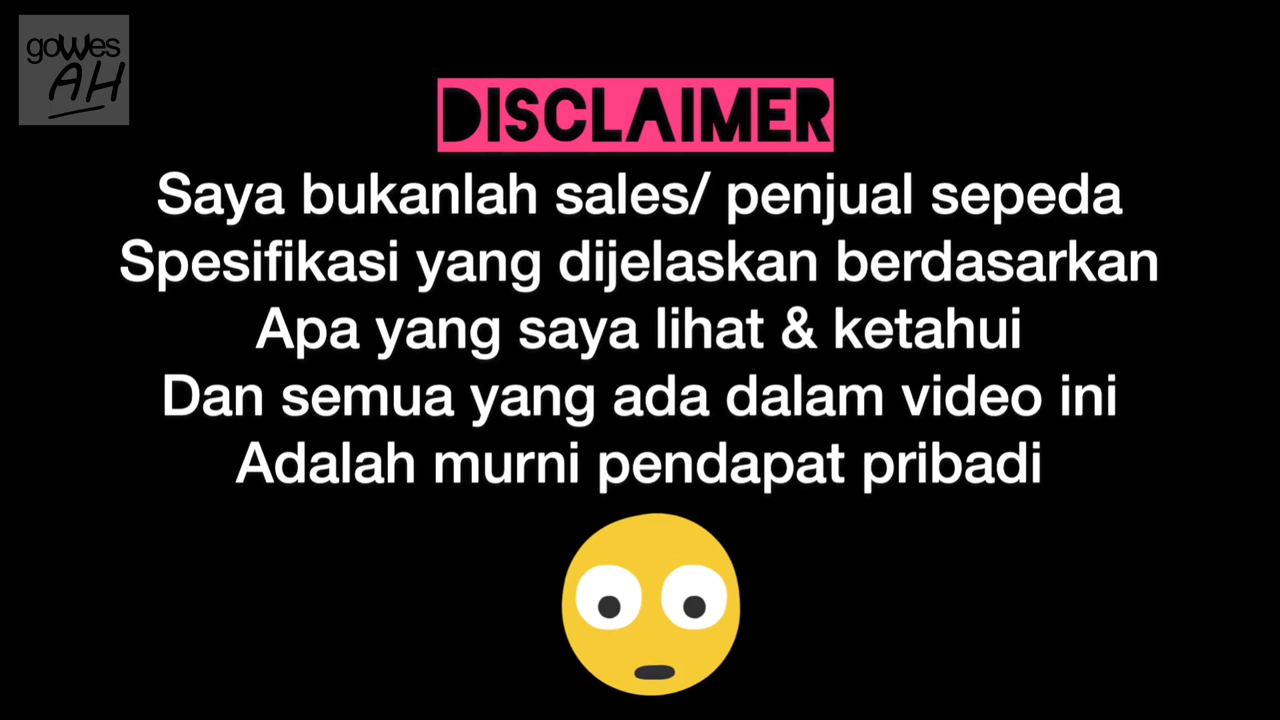 gowes
AH
DISCLAIMER
Saya bukanlah sales/ penjual sepeda
Spesifikasi yang dijelaskan berdasarkan
Apa yang saya lihat & ketahui
Dan semua yang ada dalam video ini
Adalah murni pendapat pribadi